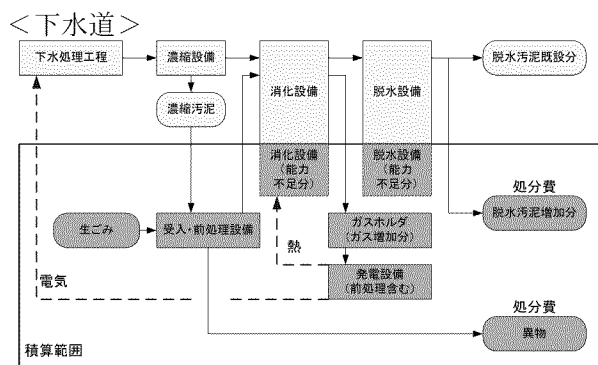 ＜下水道＞
下水処理工程
濃縮設備
消化設備
脱水設備
脱水汚泥既設分
濃縮汚泥
消化設備
（能力
不足分）
脱水設備
（能力
不足分）
処分費
脱水汚泥増加分
生ごみ
受入・前処理設備
ガスホルダ
（ガス増加分）
熱
発電設備
（前処理含む）
電気
処分費
異物
積算範囲